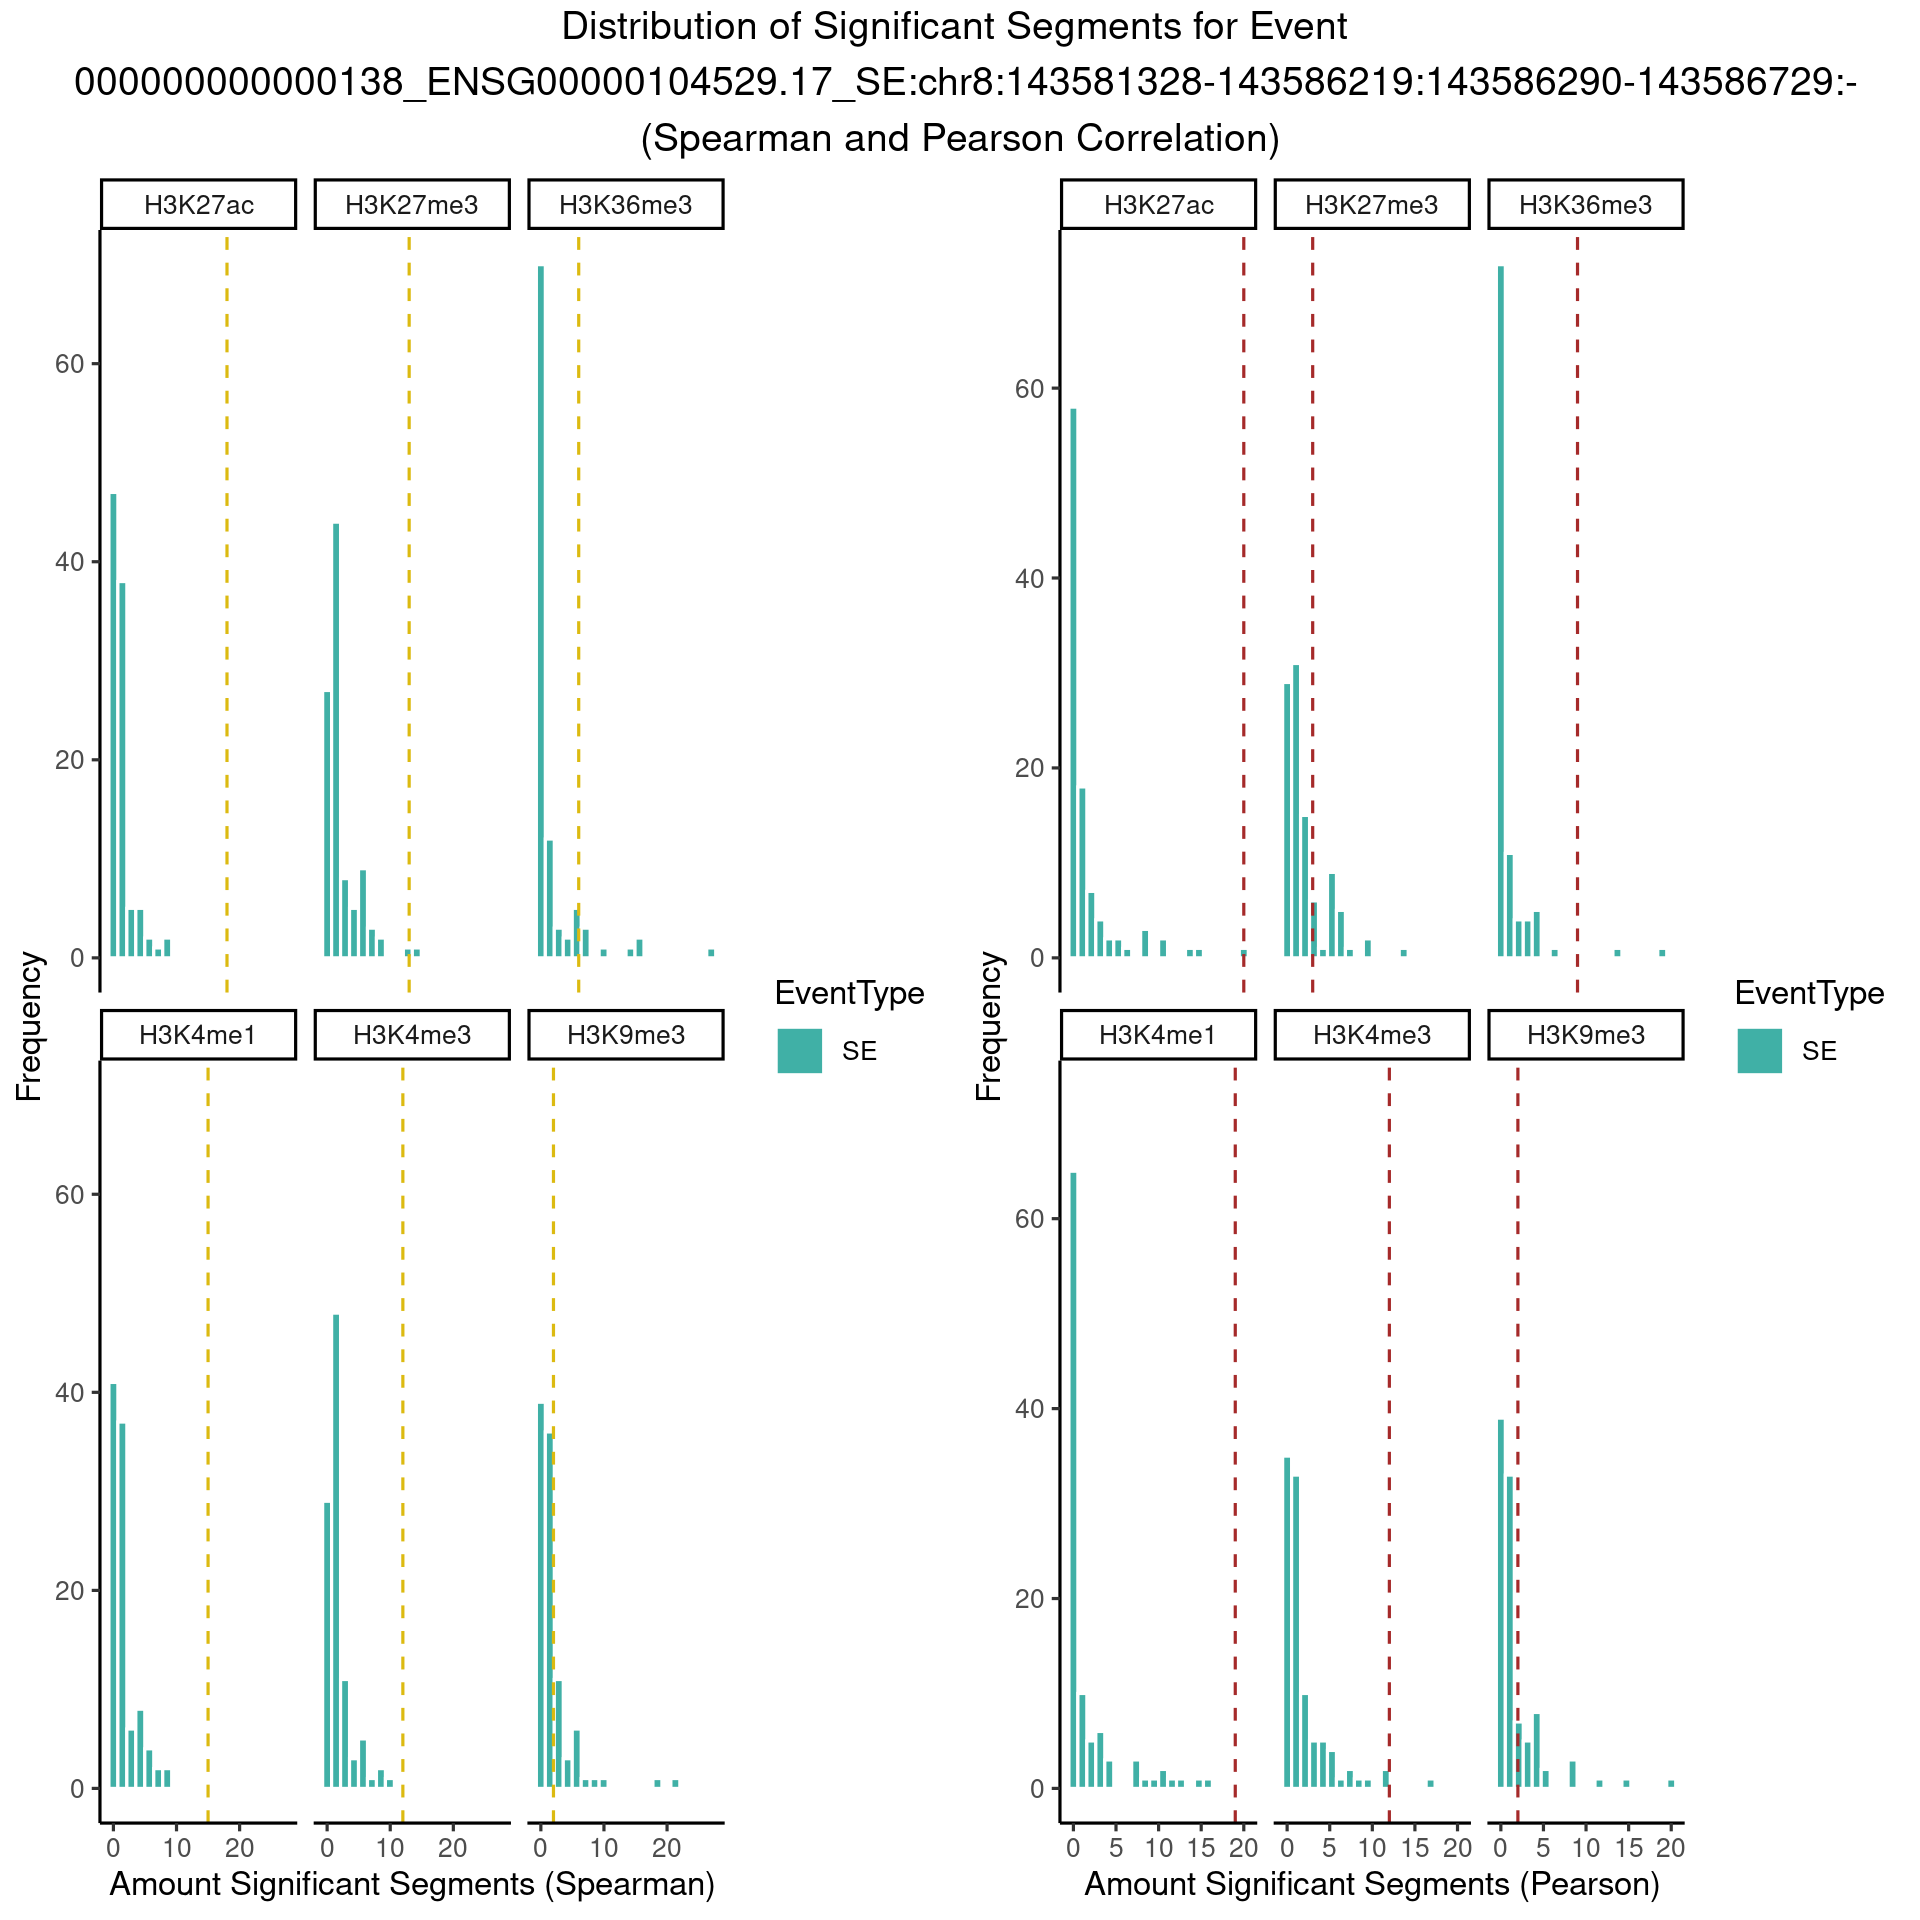 Distribution of Significant Segments for Event
000000000000138_ENSG00000104529.17_SE:chr8:143581328-143586219:143586290-143586729:-
(Spearman and Pearson Correlation)
H3K27ac
H3K27me3
H3K36me3
60
40
20
0
H3K4me1
H3K4me3
H3K9me3
60
40
20
0
0 10 20
0 10 20
0 10 20
Frequency
Amount Significant Segments (Spearman)
EventType
SE
H3K27ac
H3K27me3
H3K36me3
60
40
20
0
H3K4me1
H3K4me3
H3K9me3
60
40
20
0
0 5 10 15 20
0 5 10 15 20
0 5 10 15 20
Frequency
Amount Significant Segments (Pearson)
EventType
SE